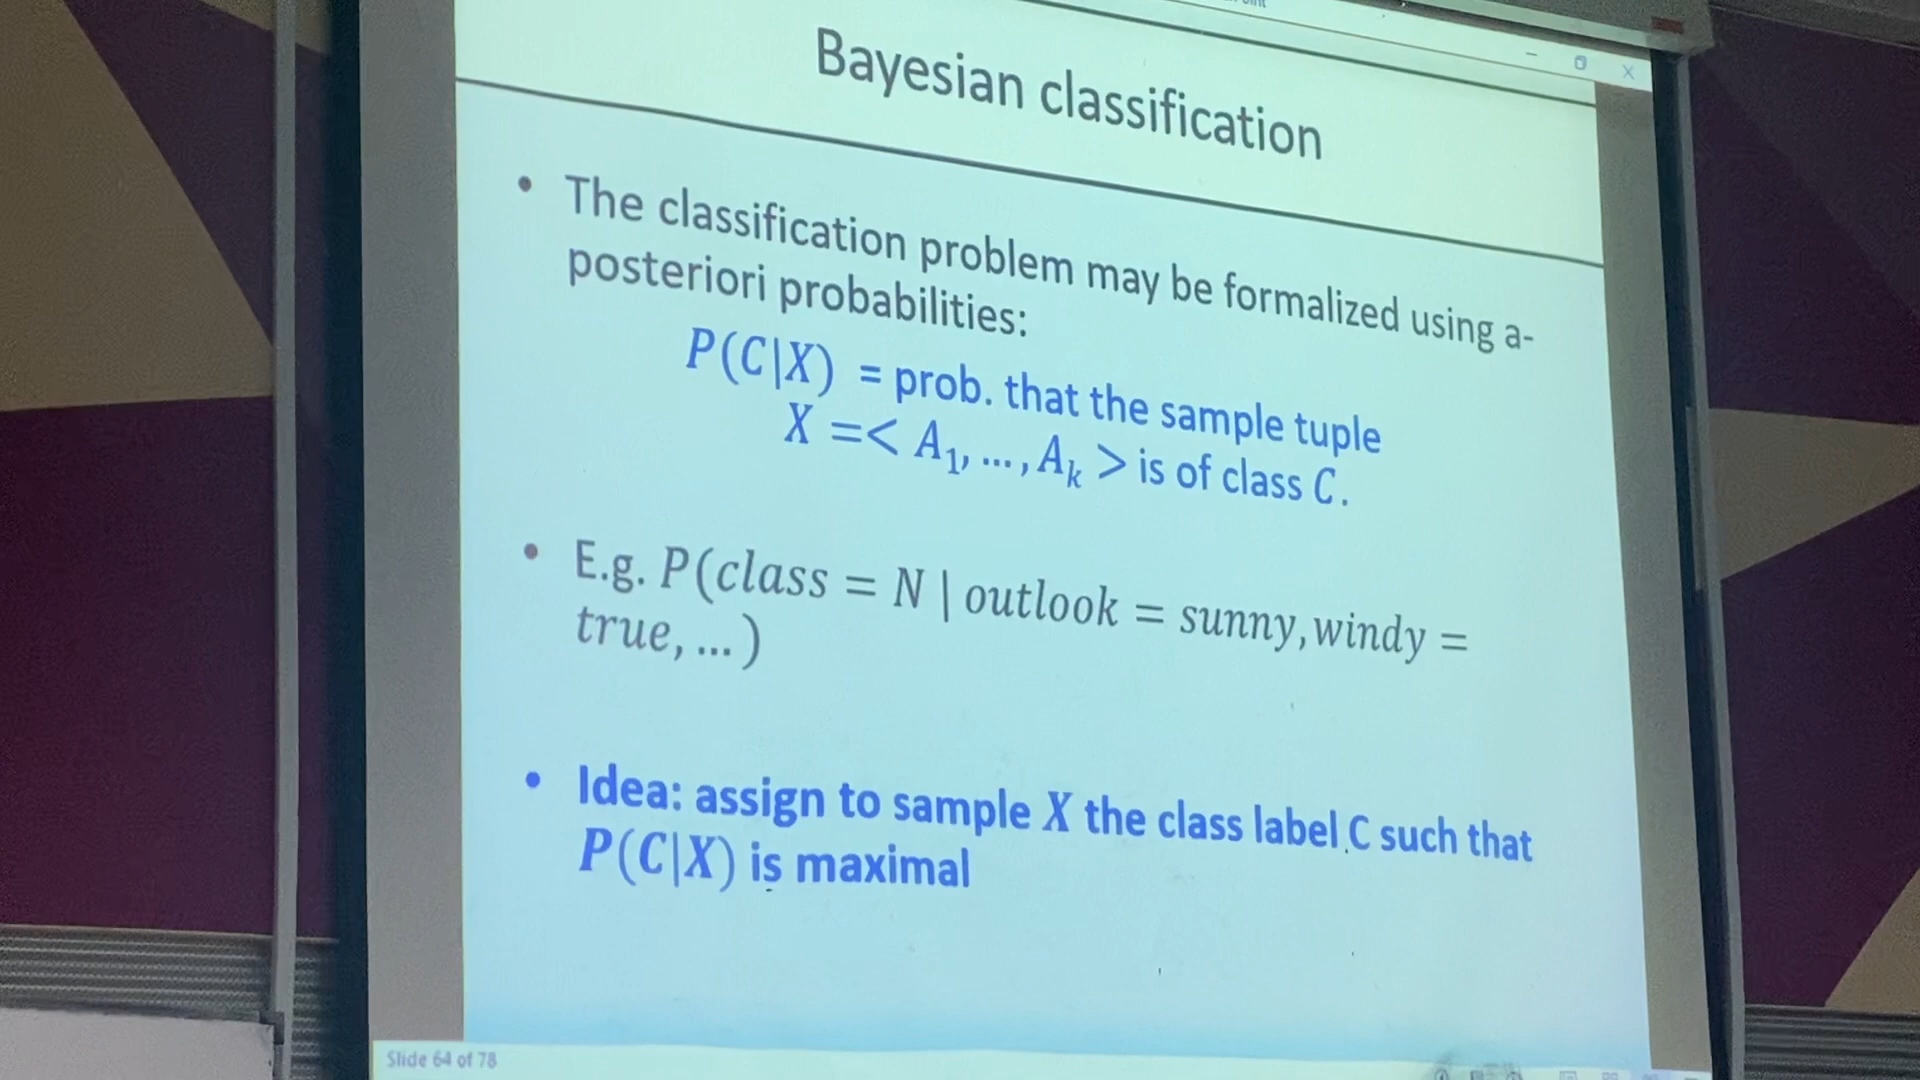 Bayesian classification
• The classification problem may be formalized using a-
posteriori probabilities:
P(C|X) = prob. that the sample tuple
X =< A₁, ..., Aₖ > is of class C.
• E.g. P(class = N | outlook = sunny, windy =
true, ... )
• Idea: assign to sample X the class label C such that
P(C|X) is maximal
Slide 64 of 78